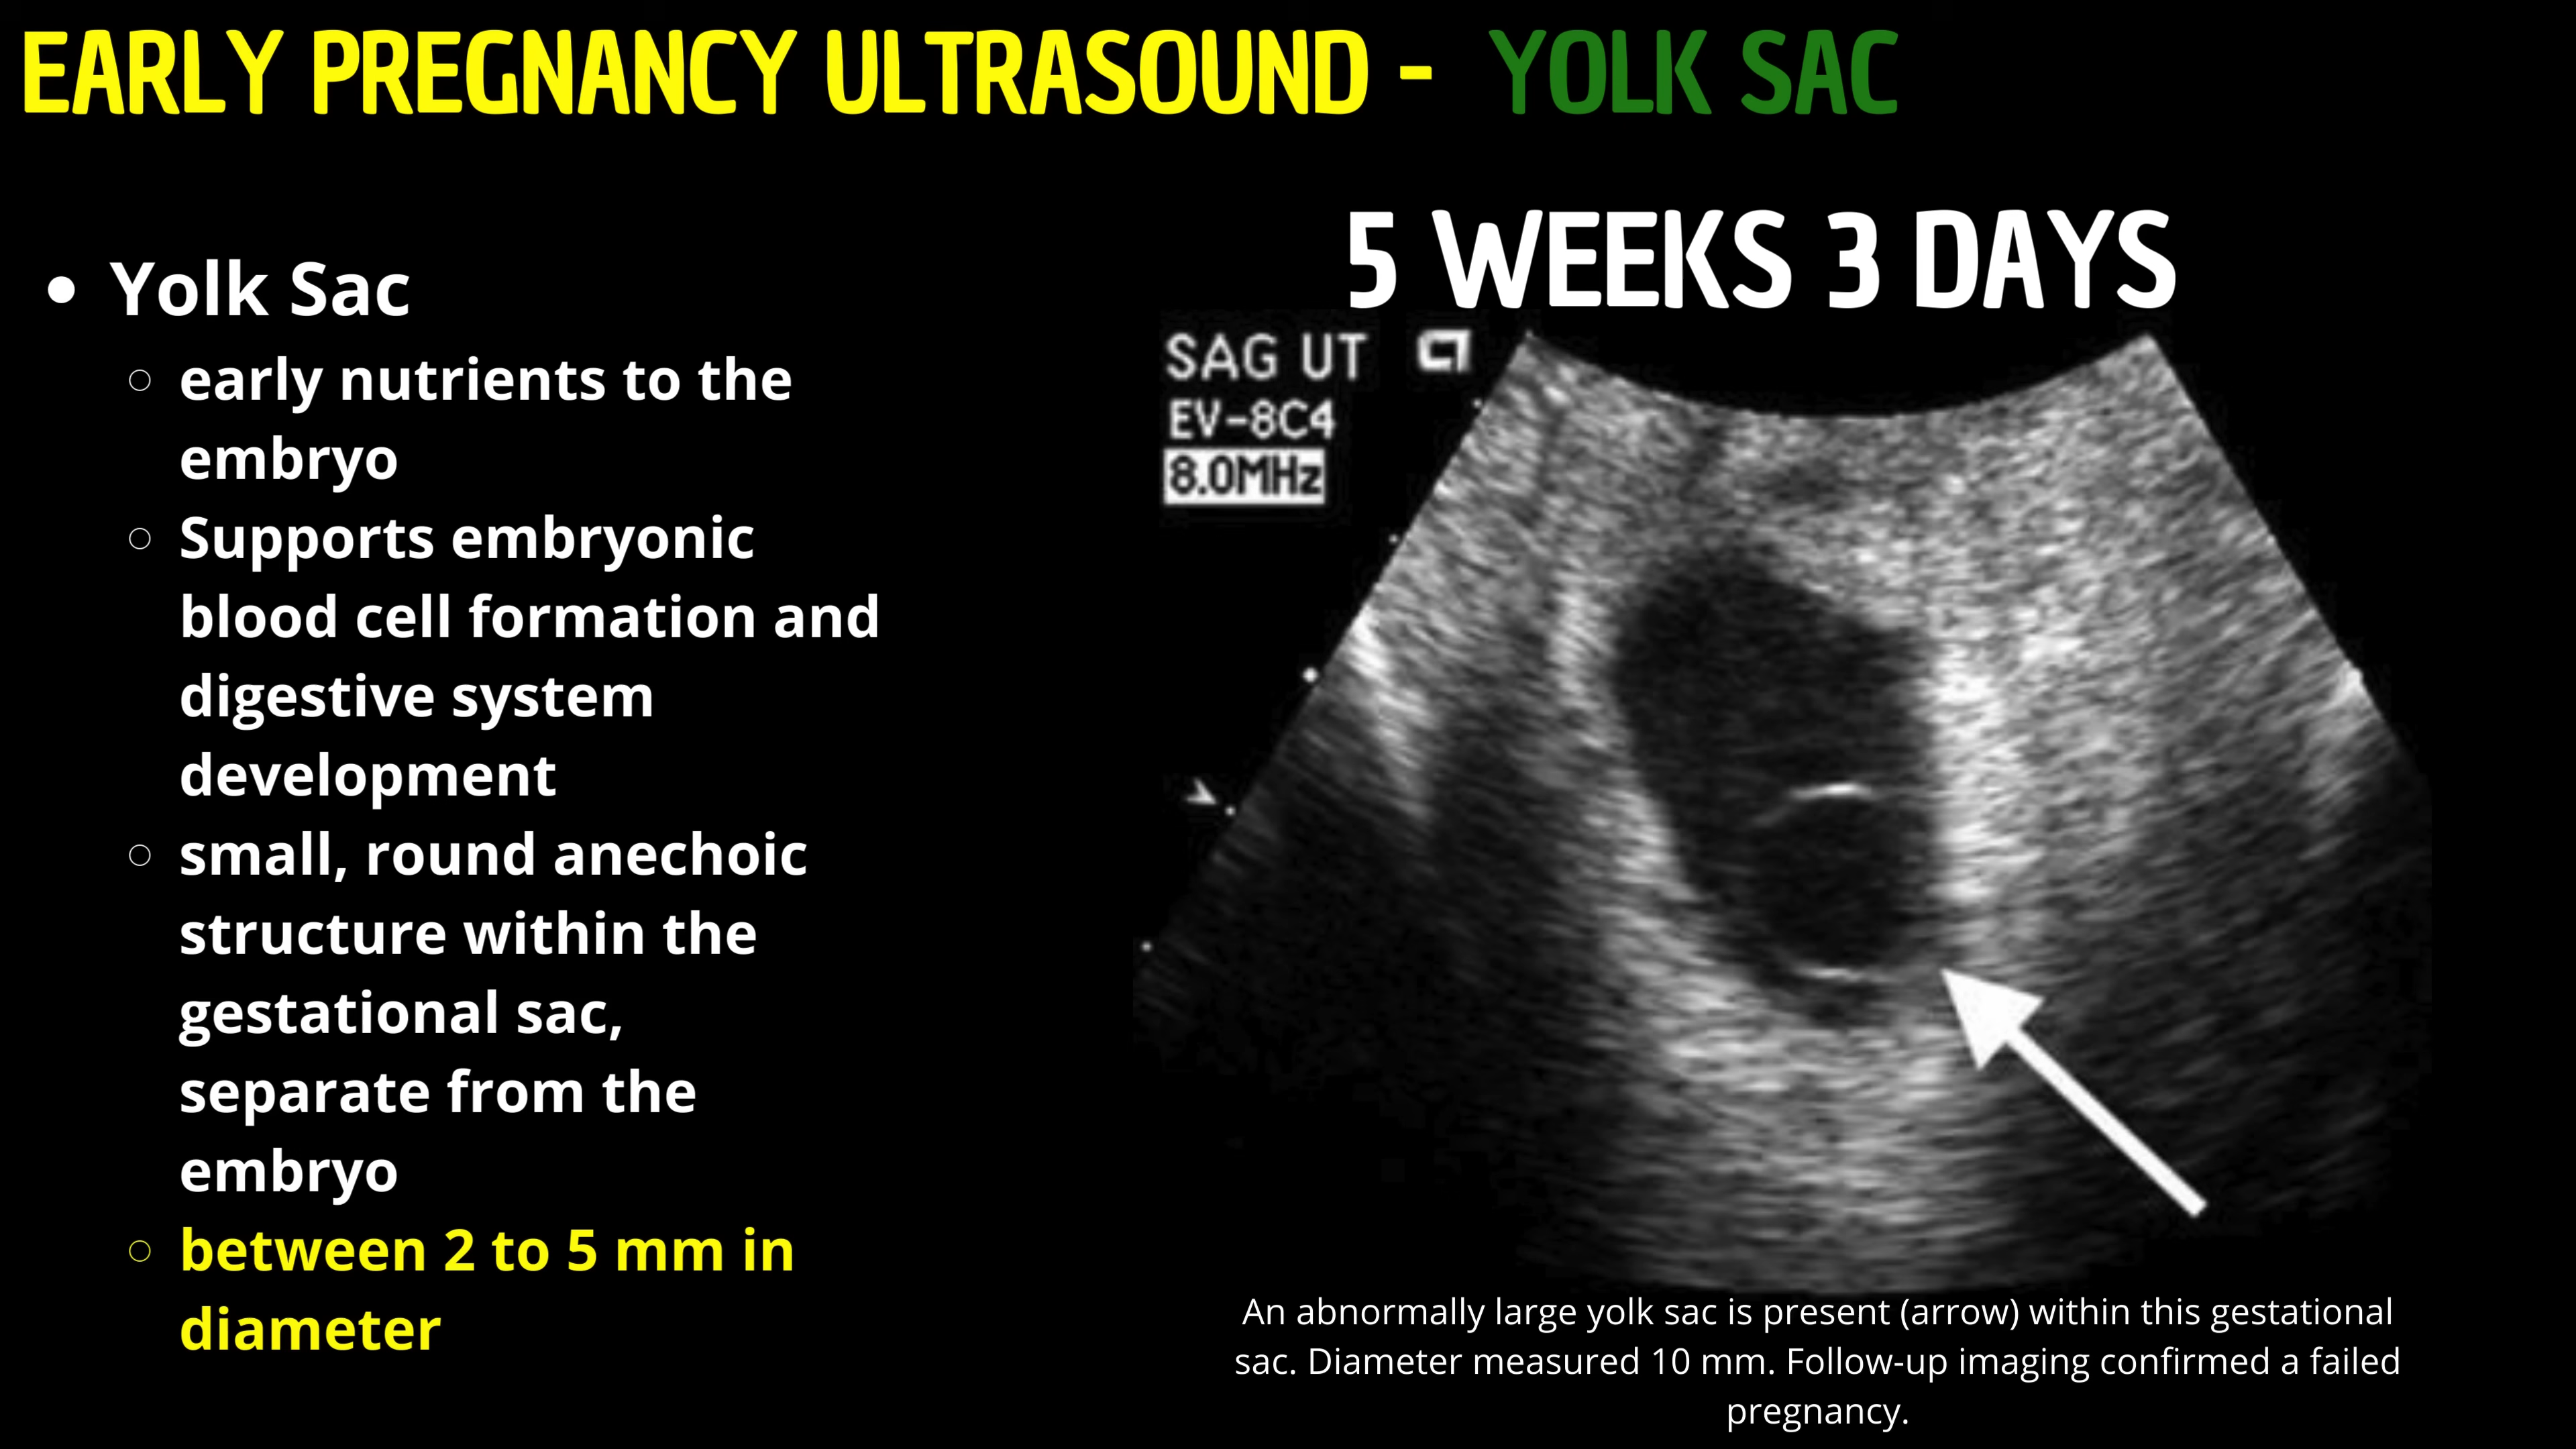 EARLY PREGNANCY ULTRASOUND - YOLK SAC
5 WEEKS 3 DAYS
• Yolk Sac
○ early nutrients to the
embryo
○ Supports embryonic
blood cell formation and
digestive system
development
○ small, round anechoic
structure within the
gestational sac,
separate from the
embryo
○ between 2 to 5 mm in
diameter
SAG UT
EV-8C4
8.0MHz
An abnormally large yolk sac is present (arrow) within this gestational
sac. Diameter measured 10 mm. Follow-up imaging confirmed a failed
pregnancy.